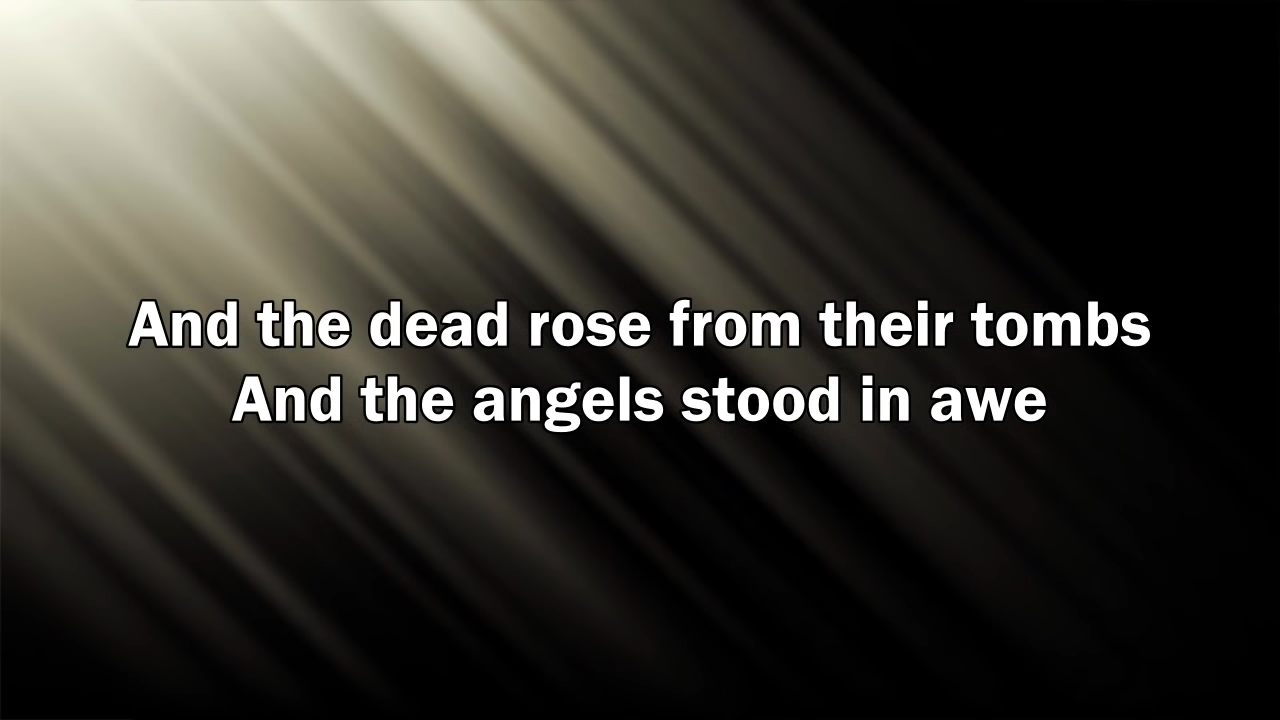 And the dead rose from their tombs
And the angels stood in awe